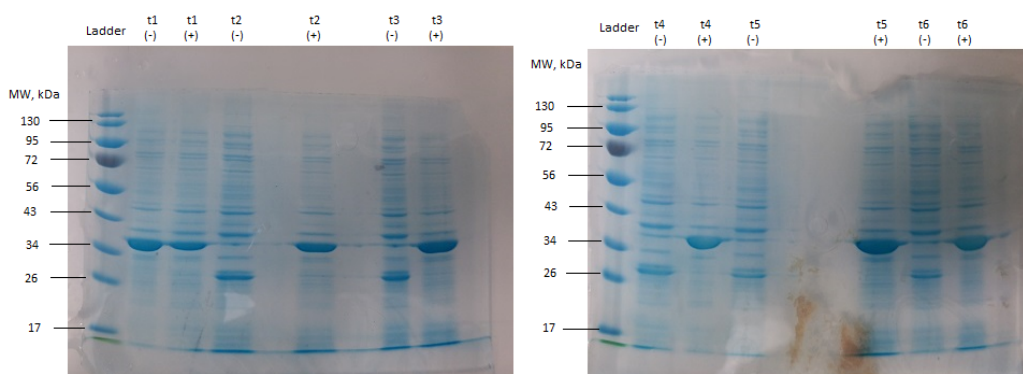 Ladder t1 t1 t2 t2 t3 t3
(-) (+) (-) (+) (-) (+)
MW, kDa
130
95
72
56
43
34
26
17
Ladder t4 t4 t5 t5 t6 t6
(-) (+) (-) (+) (-) (+)
MW, kDa
130
95
72
56
43
34
26
17